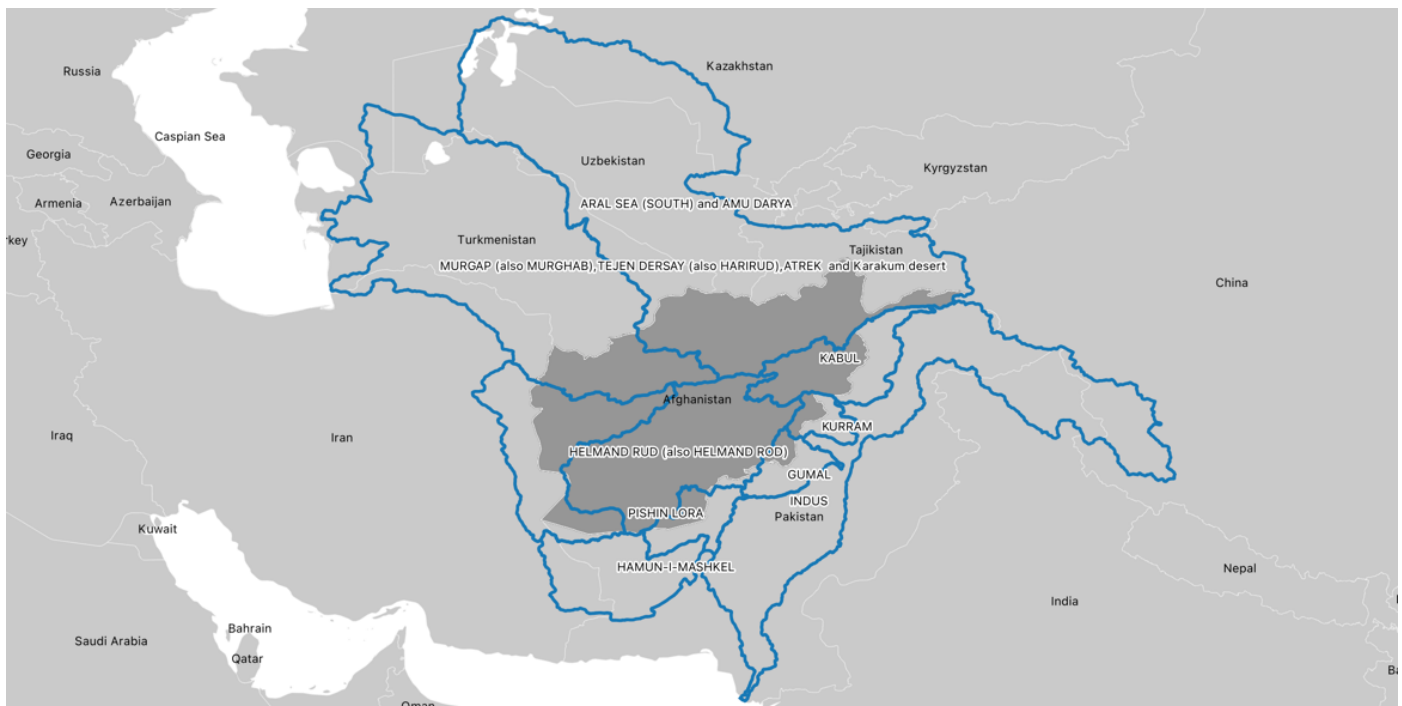 Kazakhstan
Russia
Caspian Sea
Uzbekistan
Georgia
Kyrgyzstan
Armenia
Azerbaijan
ARAL SEA (SOUTH) and AMU DARYA
rkey
Turkmenistan
Tajikistan
MURGAP (also MURGHAB),TEJEN DERSAY (also HARIRUD),ATREK and Karakum desert
China
KABUL
Afghanistan
KURRAM
Iraq
Iran
HELMAND RUD (also HELMAND ROD)
GUMAL
INDUS
PISHIN LORA
Pakistan
Kuwait
HAMUN-I-MASHKEL
Nepal
India
Bahrain
Saudi Arabia
Qatar
Ba
Oman